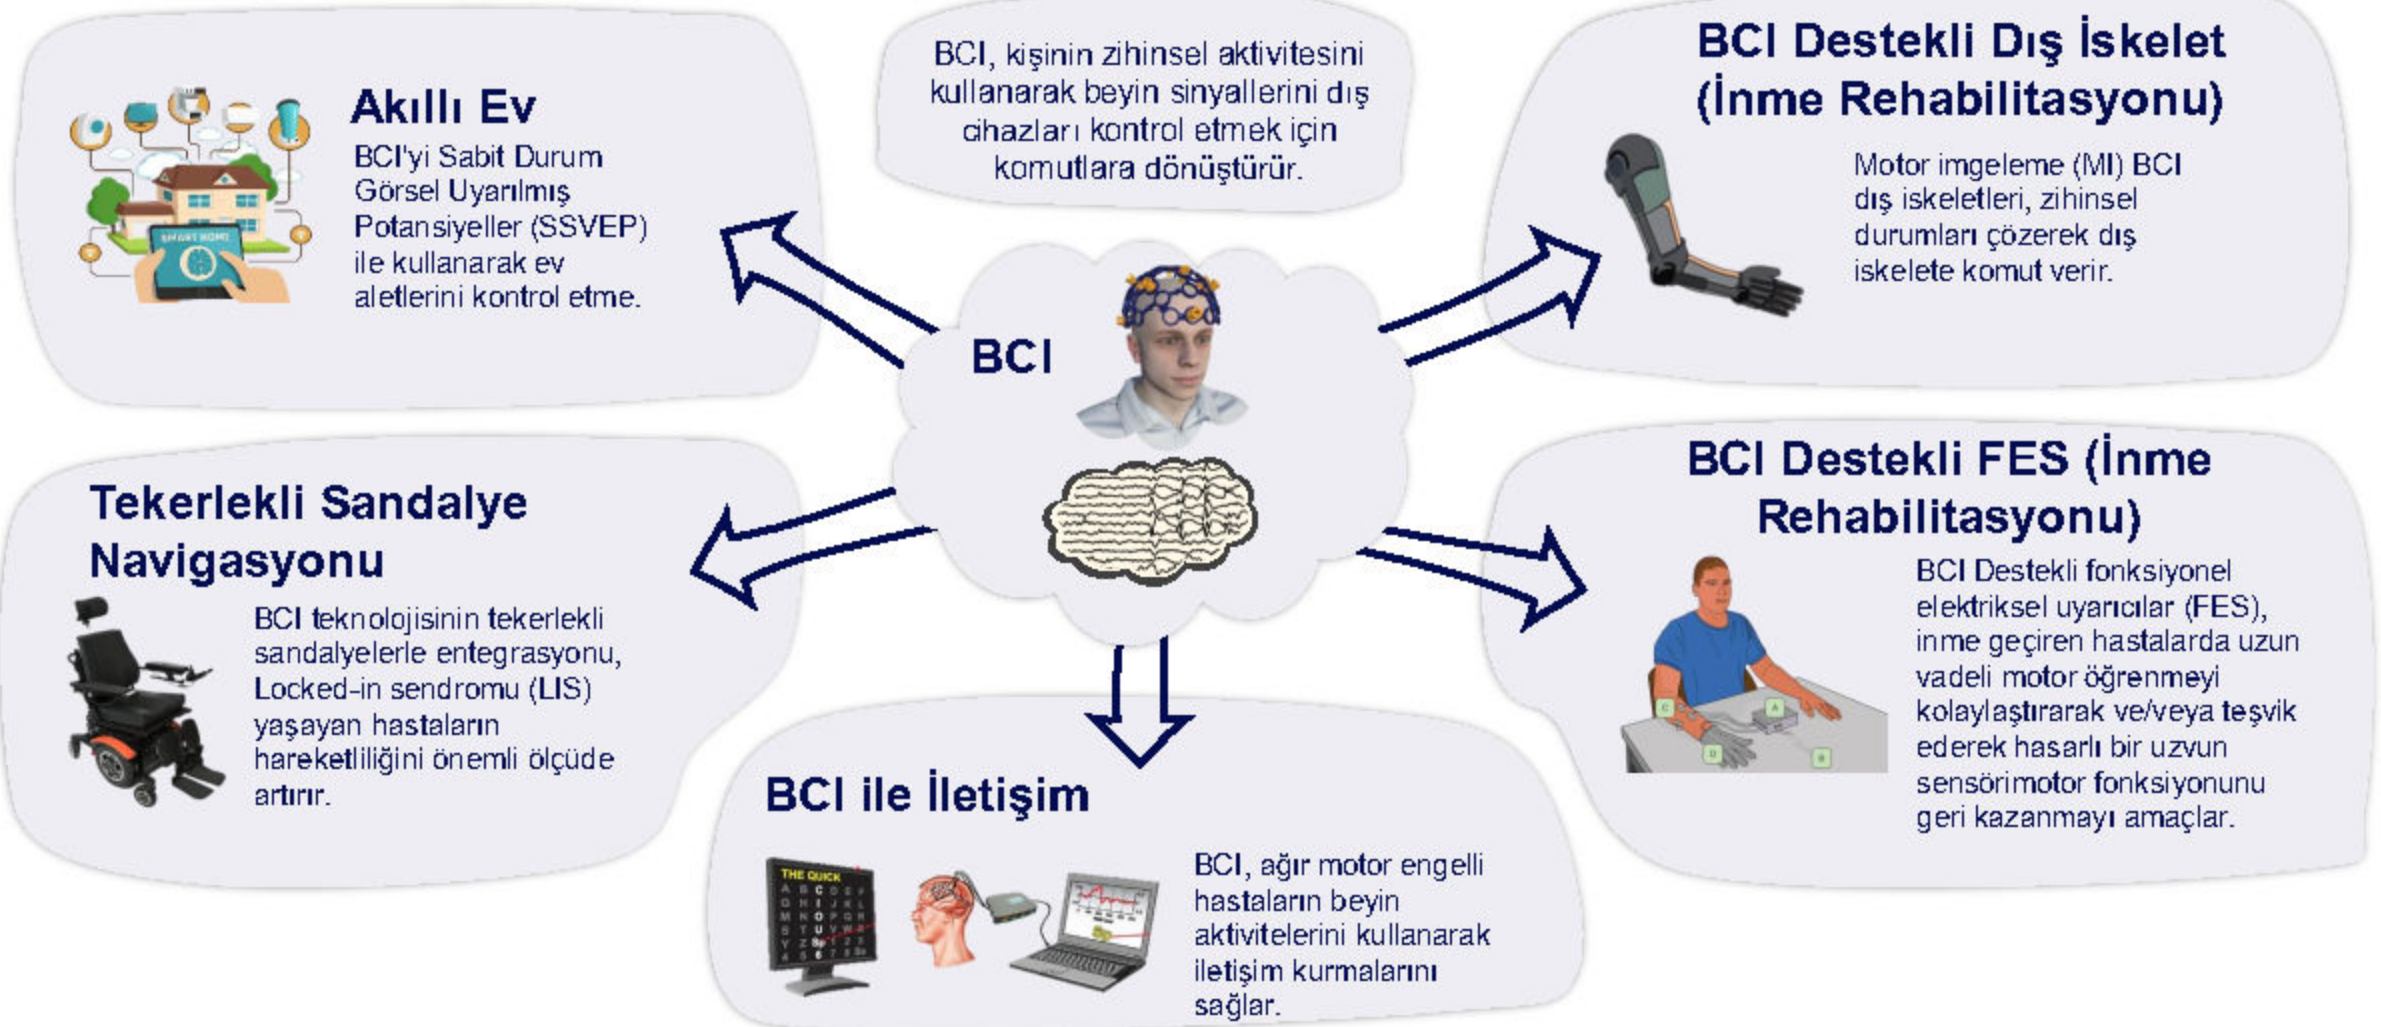 Akıllı Ev
BCI'yi Sabit Durum
Görsel Uyarılmış
Potansiyeller (SSVEP)
ile kullanarak ev
aletlerini kontrol etme.
SMART HOME
BCI, kişinin zihinsel aktivitesini
kullanarak beyin sinyallerini dış
cihazları kontrol etmek için
komutlara dönüştürür.
BCI Destekli Dış İskelet
(İnme Rehabilitasyonu)
Motor imgeleme (MI) BCI
dış iskeletleri, zihinsel
durumları çözerek dış
iskelete komut verir.
BCI
Tekerlekli Sandalye
Navigasyonu
BCI teknolojisinin tekerlekli
sandalyelerle entegrasyonu,
Locked-in sendromu (LIS)
yaşayan hastaların
hareketliliğini önemli ölçüde
artırır.
BCI Destekli FES (İnme
Rehabilitasyonu)
BCI Destekli fonksiyonel
elektriksel uyarıcılar (FES),
inme geçiren hastalarda uzun
vadeli motor öğrenmeyi
kolaylaştırarak ve/veya teşvik
ederek hasarlı bir uzvun
sensörimotor fonksiyonunu
geri kazanmayı amaçlar.
C
A
D
B
BCI ile İletişim
THE QUICK
A B C D E F
G H I J K L
M N O P Q R
BCI, ağır motor engelli
hastaların beyin
aktivitelerini kullanarak
iletişim kurmalarını
sağlar.